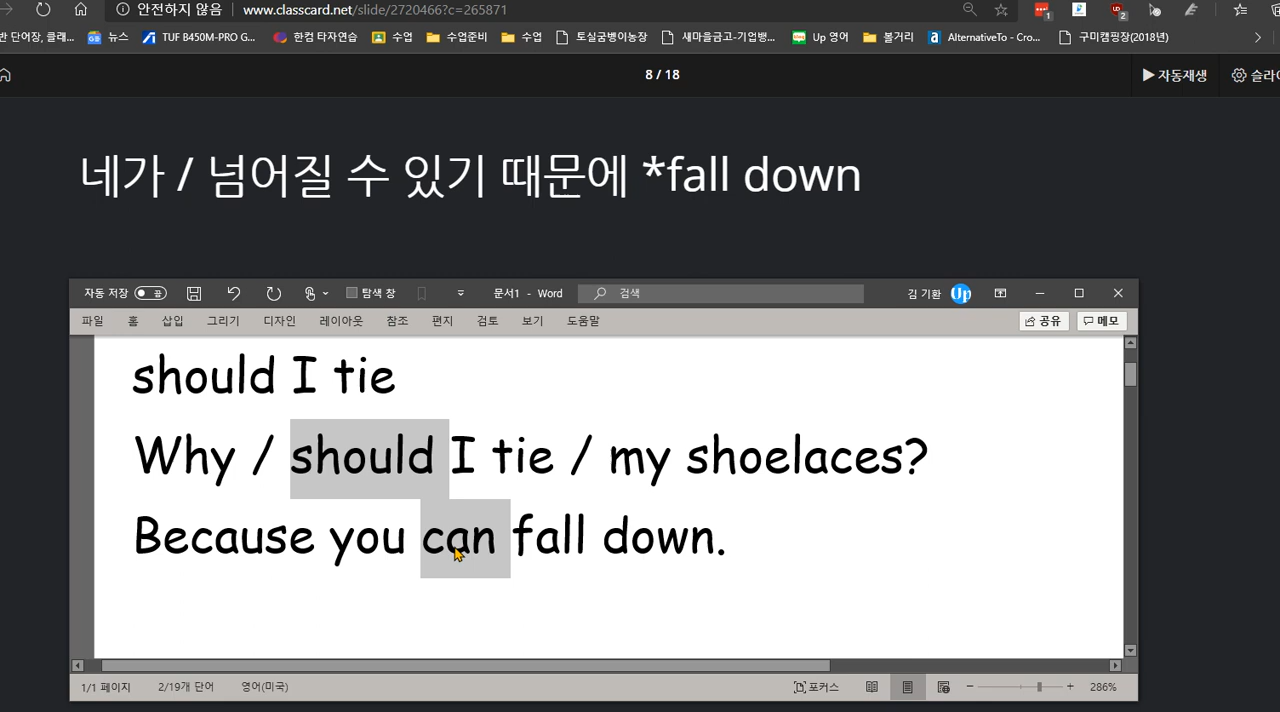 안전하지 않음 www.classcard.net/slide/2720466?c=265871
1 2
반 단어장, 클래... 뉴스 TUF B450M-PRO G... 한컴 타자연습 수업 수업준비 수업 토실굼벵이농장 새마을금고-기업뱅... Up 영어 볼거리 AlternativeTo - Cro... 구미캠핑장(2018년)
8 / 18 자동재생
네가 / 넘어질 수 있기 때문에 *fall down
자동 저장 끔 탐색 창 문서1 - Word 검색 김 기환 Up
파일 홈 삽입 그리기 디자인 레이아웃 참조 편지 검토 보기 도움말 공유 메모
should I tie
Why / should I tie / my shoelaces?
Because you can fall down.
1/1 페이지 2/19개 단어 영어(미국) 포커스 286%